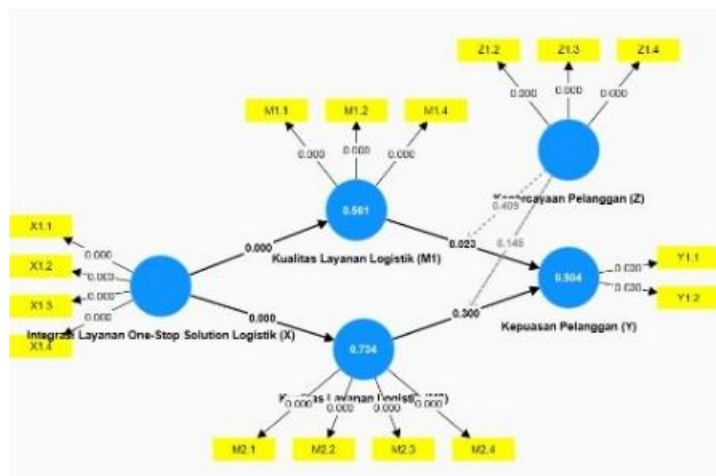 Z1.2 Z1.3 Z1.4
0.000 0.000 0.000
M1.1 M1.2 M1.4
0.000 0.000 0.000
Pelanggan (Z)
0.409
X1.1
0.000
X1.2
0.000
X1.3
0.000
X1.4
0.000
Integrasi Layanan One-Stop Solution Logistik (X)
0.000
0.561
Kualitas Layanan Logistik (M1)
0.023
0.145
0.504
Kepuasan Pelanggan (Y)
Y1.1
Y1.2
0.000
0.734
Layanan Logistik
0.300
0.000 0.000 0.000 0.000
M2.1 M2.2 M2.3 M2.4